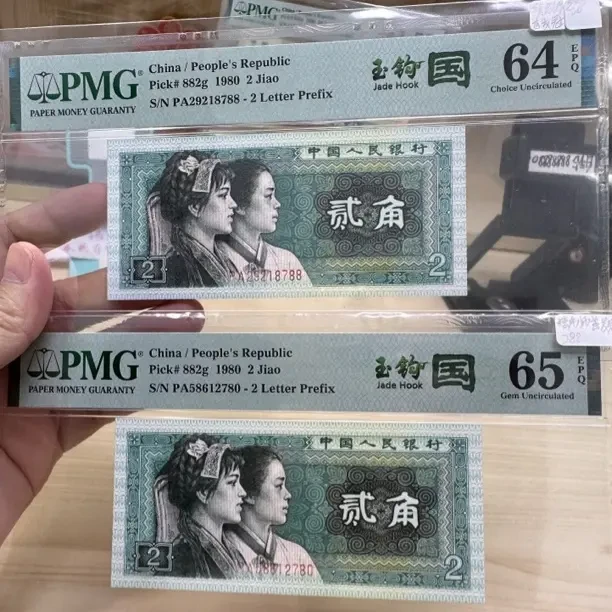 PMG
PMG®
PAPER MONEY GUARANTY
China / People's Republic
Pick# 882g 1980 2 Jiao
S/N PA29218788 - 2 Letter Prefix
玉钩国
Jade Hook
64 EPQ
Choice Uncirculated
中国人民银行
贰角
PA29218788
2
2
PMG®
PAPER MONEY GUARANTY
China / People's Republic
Pick# 882g 1980 2 Jiao
S/N PA58612780 - 2 Letter Prefix
玉钩国
Jade Hook
65 EPQ
Gem Uncirculated
中国人民银行
贰角
8612780
2
2